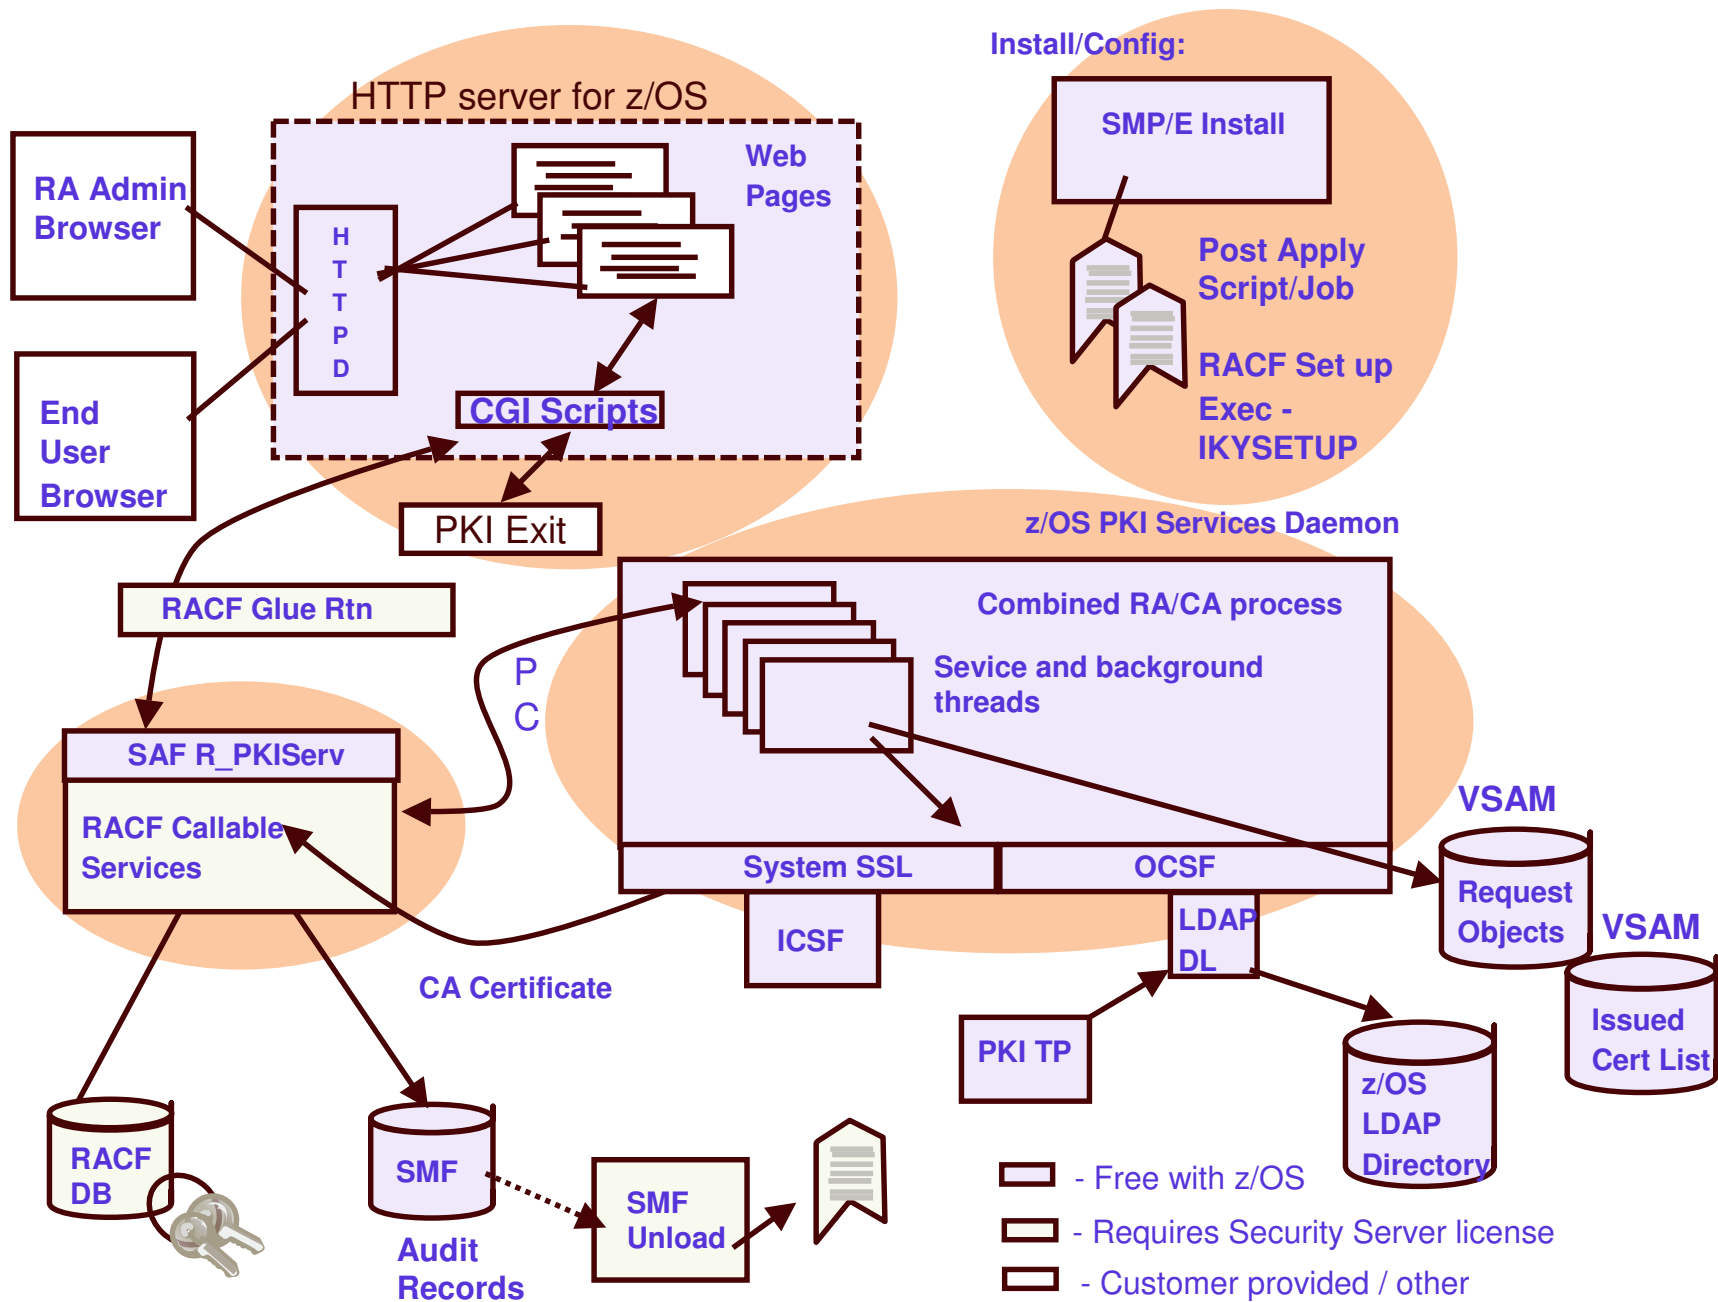 Install/Config:
HTTP server for z/OS
SMP/E Install
Web
Pages
RA Admin
Browser
H
T
T
P
D
Post Apply
Script/Job
RACF Set up
Exec -
IKYSETUP
End
User
Browser
CGI Scripts
PKI Exit
z/OS PKI Services Daemon
RACF Glue Rtn
Combined RA/CA process
P
C
Sevice and background
threads
SAF R_PKIServ
RACF Callable
Services
System SSL
OCSF
VSAM
Request
Objects
ICSF
LDAP
DL
VSAM
CA Certificate
PKI TP
Issued
Cert List
z/OS
LDAP
Directory
RACF
DB
SMF
SMF
Unload
Audit
Records
- Free with z/OS
- Requires Security Server license
- Customer provided / other